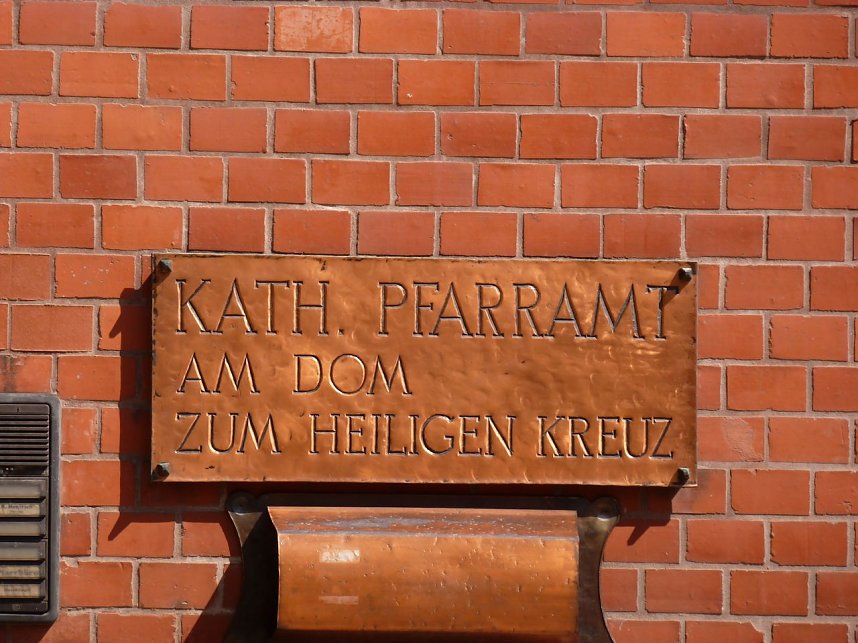 KATH. PFARRAMT
AM DOM
ZUM HEILIGEN KREUZ